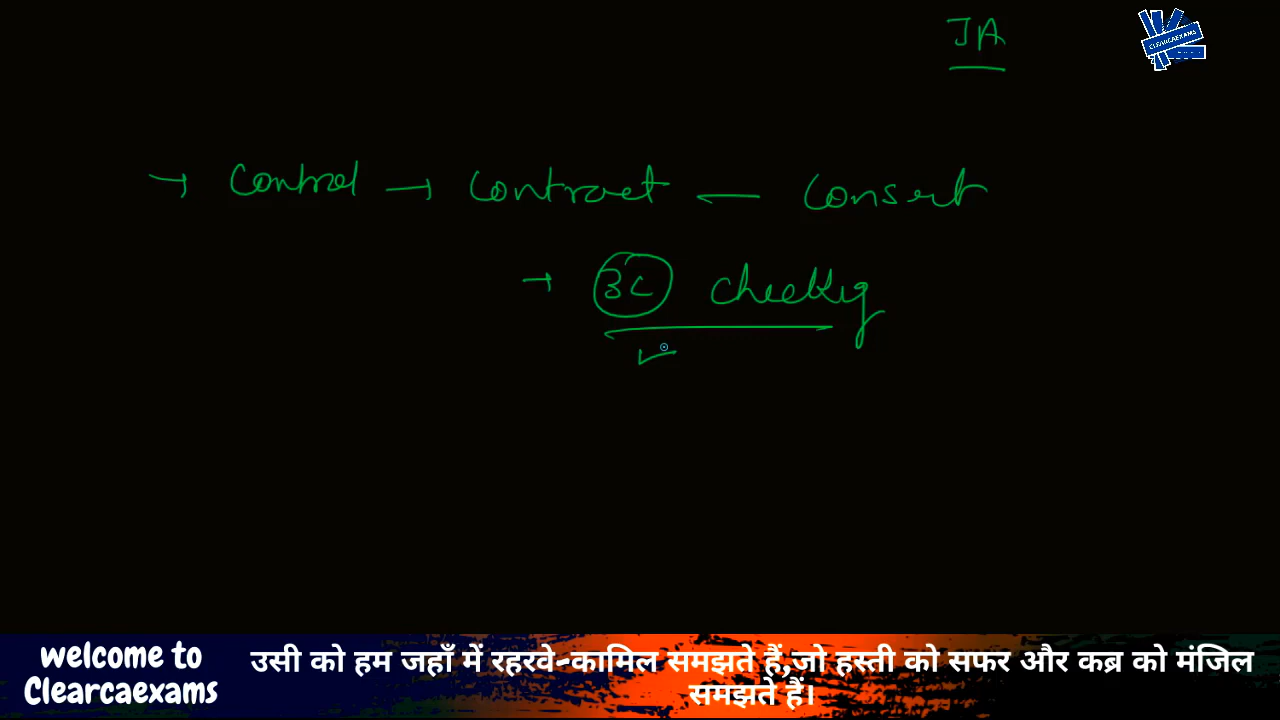 JA
CLEARCAEXAMS
→ Control → Contract — Consent
→ 3C Checking
welcome to
Clearcaexams
उसी को हम जहाँ में रहरवे-कामिल समझते हैं,जो हस्ती को सफर और कब्र को मंजिल
समझते हैं।